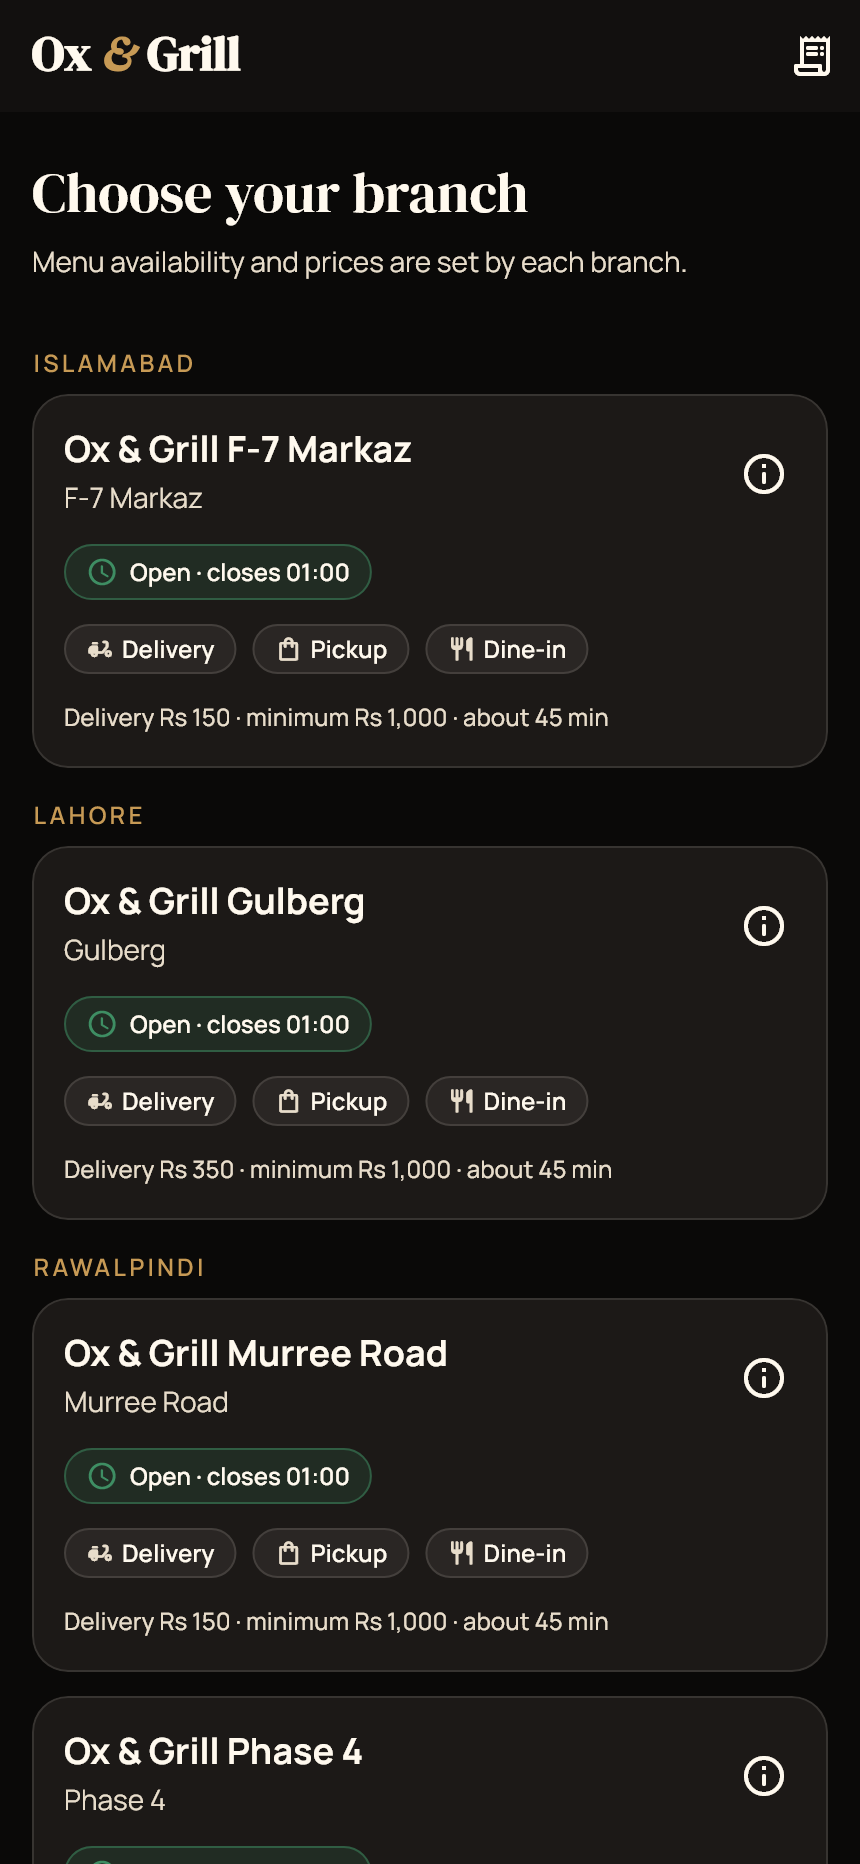 Ox & Grill
Choose your branch
Menu availability and prices are set by each branch.
ISLAMABAD
Ox & Grill F-7 Markaz
F-7 Markaz
Open · closes 01:00
Delivery Pickup Dine-in
Delivery Rs 150 · minimum Rs 1,000 · about 45 min
LAHORE
Ox & Grill Gulberg
Gulberg
Open · closes 01:00
Delivery Pickup Dine-in
Delivery Rs 350 · minimum Rs 1,000 · about 45 min
RAWALPINDI
Ox & Grill Murree Road
Murree Road
Open · closes 01:00
Delivery Pickup Dine-in
Delivery Rs 150 · minimum Rs 1,000 · about 45 min
Ox & Grill Phase 4
Phase 4